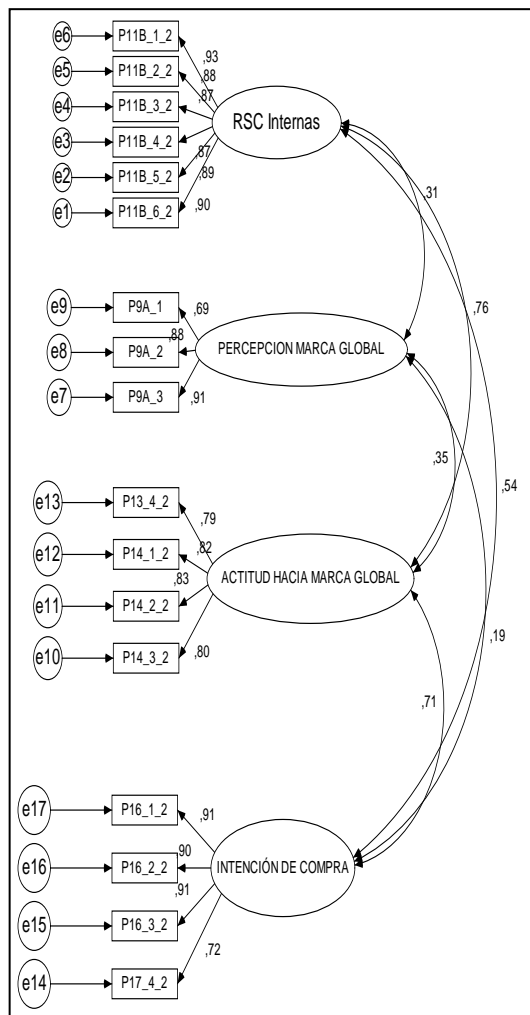 e6
P11B_1_2
,93
e5
P11B_2_2
,88
e4
P11B_3_2
,87
RSC Internas
e3
P11B_4_2
,87
e2
P11B_5_2
,89
e1
P11B_6_2
,90
,31
e9
P9A_1
,69
,76
e8
P9A_2
,88
PERCEPCION MARCA GLOBAL
e7
P9A_3
,91
,35
,54
e13
P13_4_2
,79
e12
P14_1_2
,82
ACTITUD HACIA MARCA GLOBAL
e11
P14_2_2
,83
e10
P14_3_2
,80
,19
,71
e17
P16_1_2
,91
e16
P16_2_2
,90
INTENCIÓN DE COMPRA
e15
P16_3_2
,91
e14
P17_4_2
,72